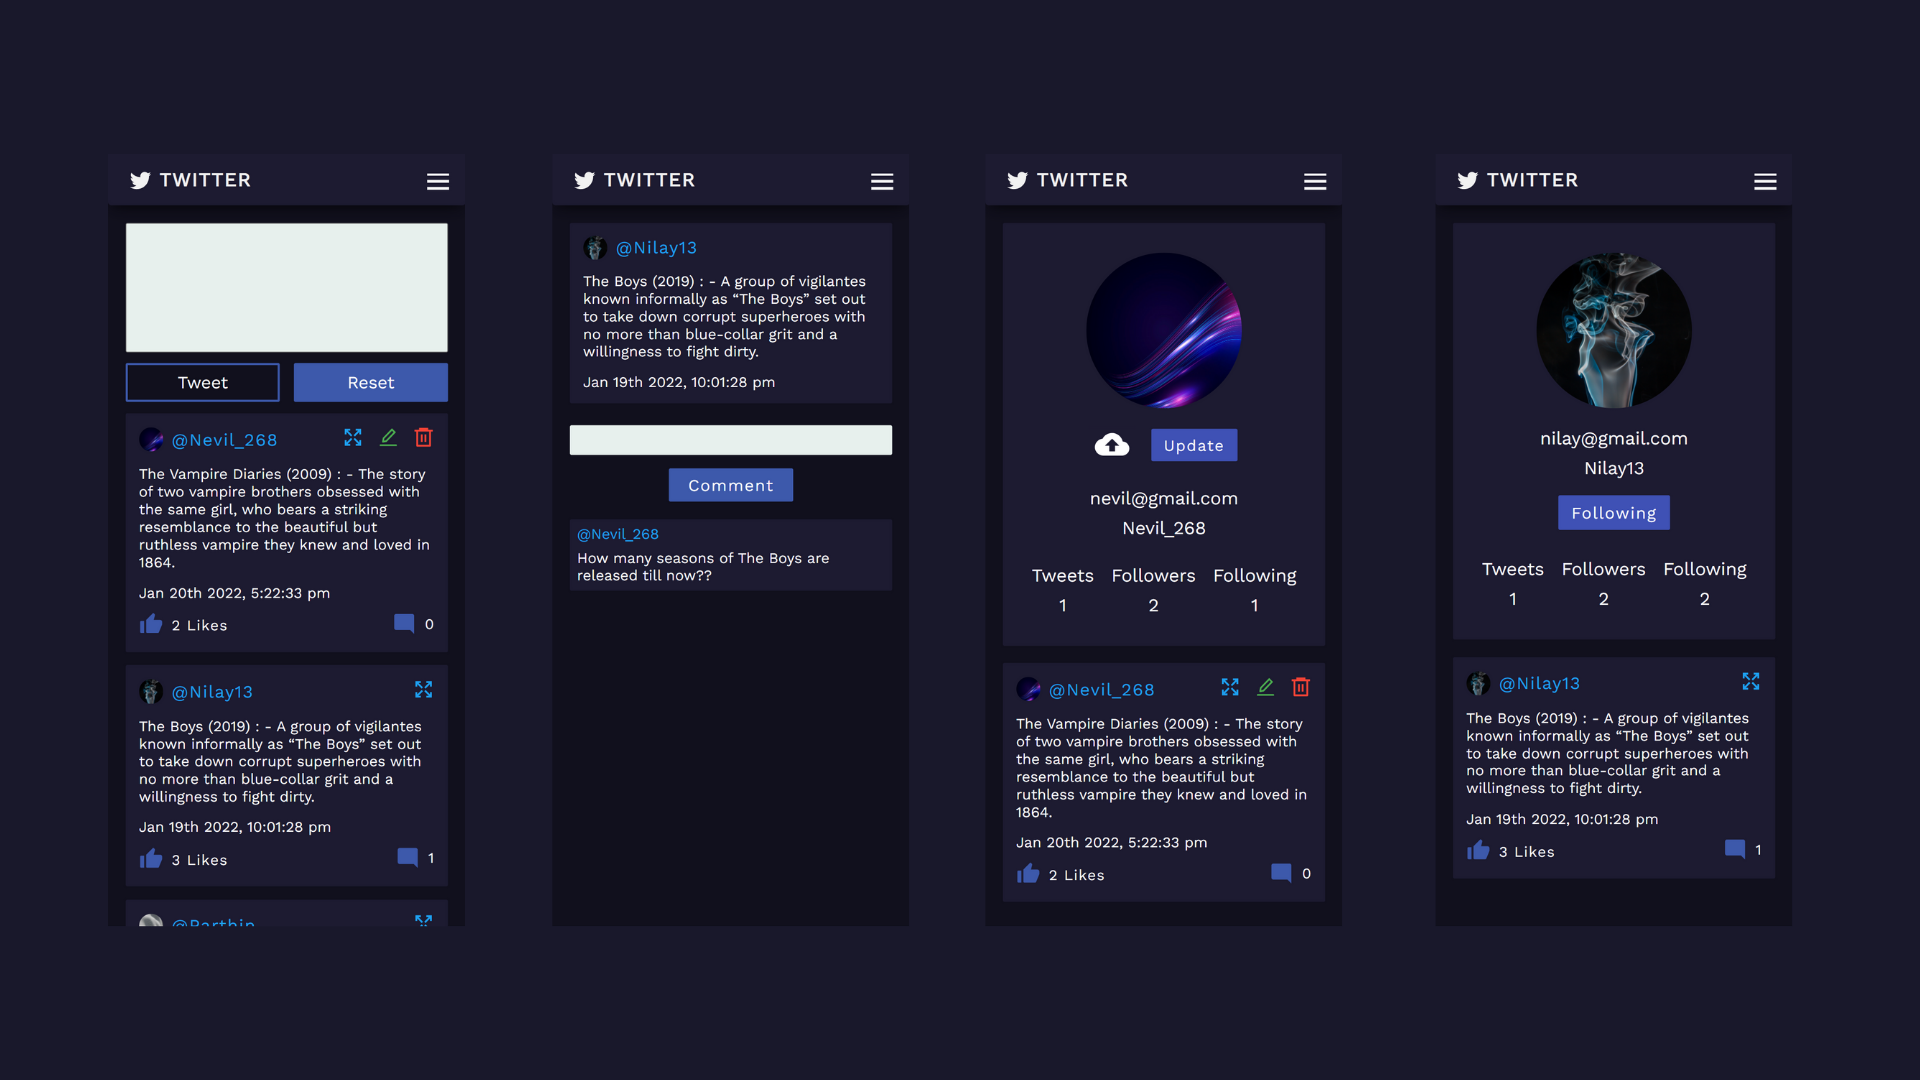 TWITTER
Tweet
Reset
@Nevil_268
The Vampire Diaries (2009) : - The story
of two vampire brothers obsessed with
the same girl, who bears a striking
resemblance to the beautiful but
ruthless vampire they knew and loved in
1864.
Jan 20th 2022, 5:22:33 pm
2 Likes
0
@Nilay13
The Boys (2019) : - A group of vigilantes
known informally as “The Boys” set out
to take down corrupt superheroes with
no more than blue-collar grit and a
willingness to fight dirty.
Jan 19th 2022, 10:01:28 pm
3 Likes
1
TWITTER
@Nilay13
The Boys (2019) : - A group of vigilantes
known informally as “The Boys” set out
to take down corrupt superheroes with
no more than blue-collar grit and a
willingness to fight dirty.
Jan 19th 2022, 10:01:28 pm
Comment
@Nevil_268
How many seasons of The Boys are
released till now??
TWITTER
Update
nevil@gmail.com
Nevil_268
Tweets Followers Following
1 2 1
@Nevil_268
The Vampire Diaries (2009) : - The story
of two vampire brothers obsessed with
the same girl, who bears a striking
resemblance to the beautiful but
ruthless vampire they knew and loved in
1864.
Jan 20th 2022, 5:22:33 pm
2 Likes
0
TWITTER
nilay@gmail.com
Nilay13
Following
Tweets Followers Following
1 2 2
@Nilay13
The Boys (2019) : - A group of vigilantes
known informally as “The Boys” set out
to take down corrupt superheroes with
no more than blue-collar grit and a
willingness to fight dirty.
Jan 19th 2022, 10:01:28 pm
3 Likes
1